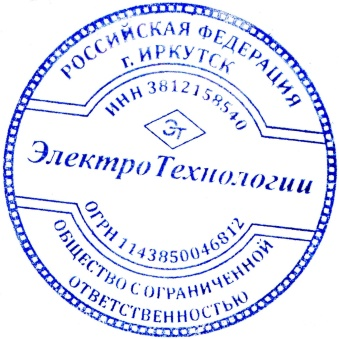 РОССИЙСКАЯ ФЕДЕРАЦИЯ
г. ИРКУТСК
ИНН 3812158540
ЭТ
ЭлектроТехнологии
ОГРН 1143850046812
ОБЩЕСТВО С ОГРАНИЧЕННОЙ
ОТВЕТСТВЕННОСТЬЮ